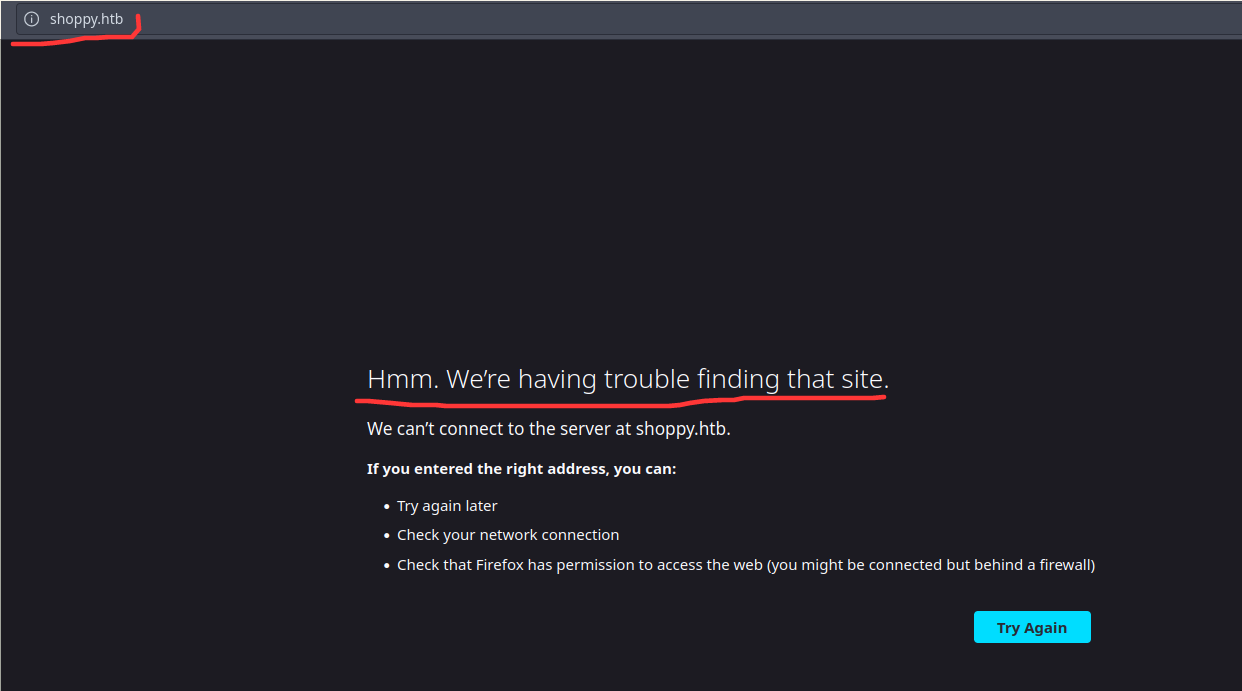 shoppy.htb
Hmm. We’re having trouble finding that site.
We can’t connect to the server at shoppy.htb.
If you entered the right address, you can:
• Try again later
• Check your network connection
• Check that Firefox has permission to access the web (you might be connected but behind a firewall)
Try Again